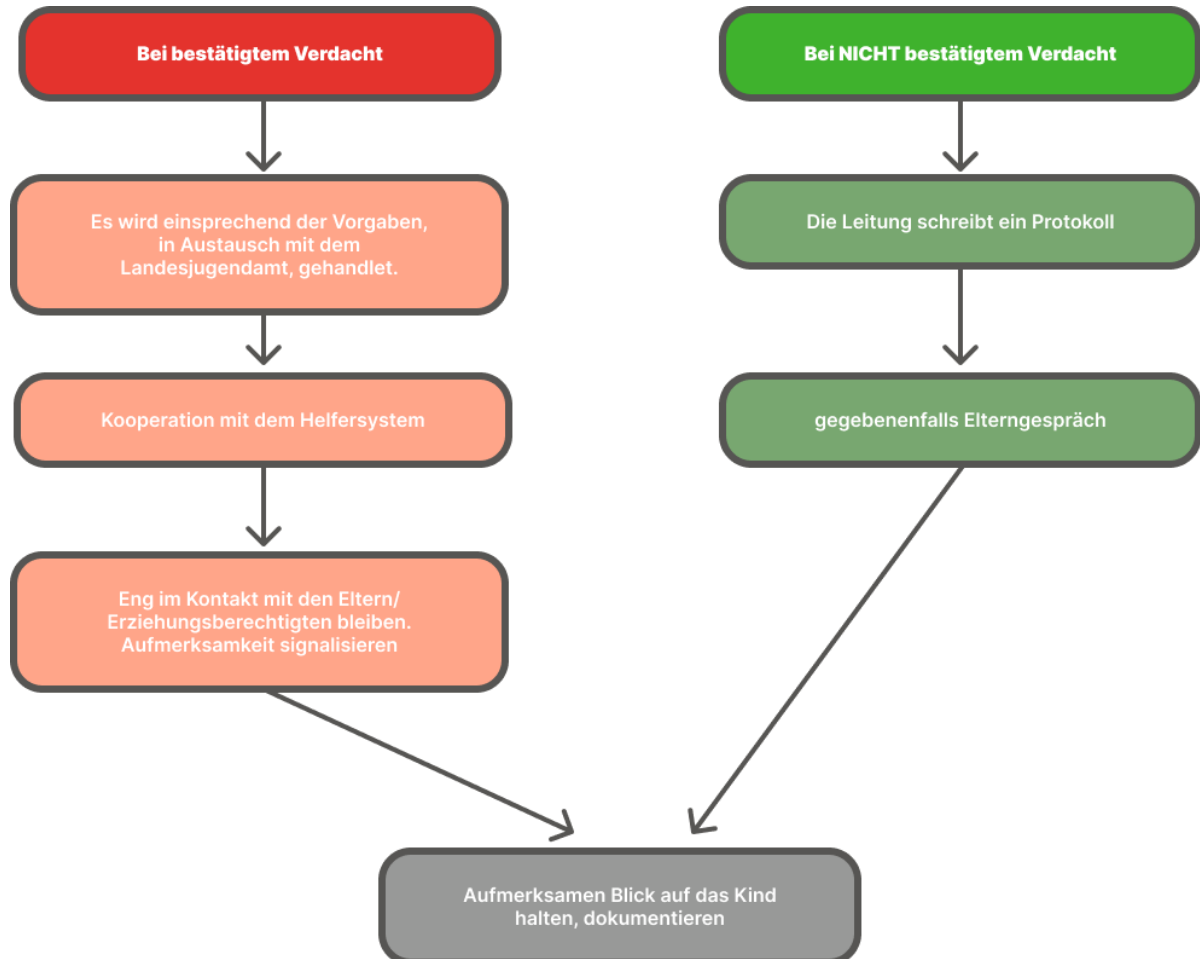 Bei bestätigtem Verdacht
Es wird einsprechend der Vorgaben,
in Austausch mit dem
Landesjugendamt, gehandlet.
Kooperation mit dem Helfersystem
Eng im Kontakt mit den Eltern/
Erziehungsberechtigten bleiben.
Aufmerksamkeit signalisieren
Bei NICHT bestätigtem Verdacht
Die Leitung schreibt ein Protokoll
gegebenenfalls Elterngespräch
Aufmerksamen Blick auf das Kind
halten, dokumentieren